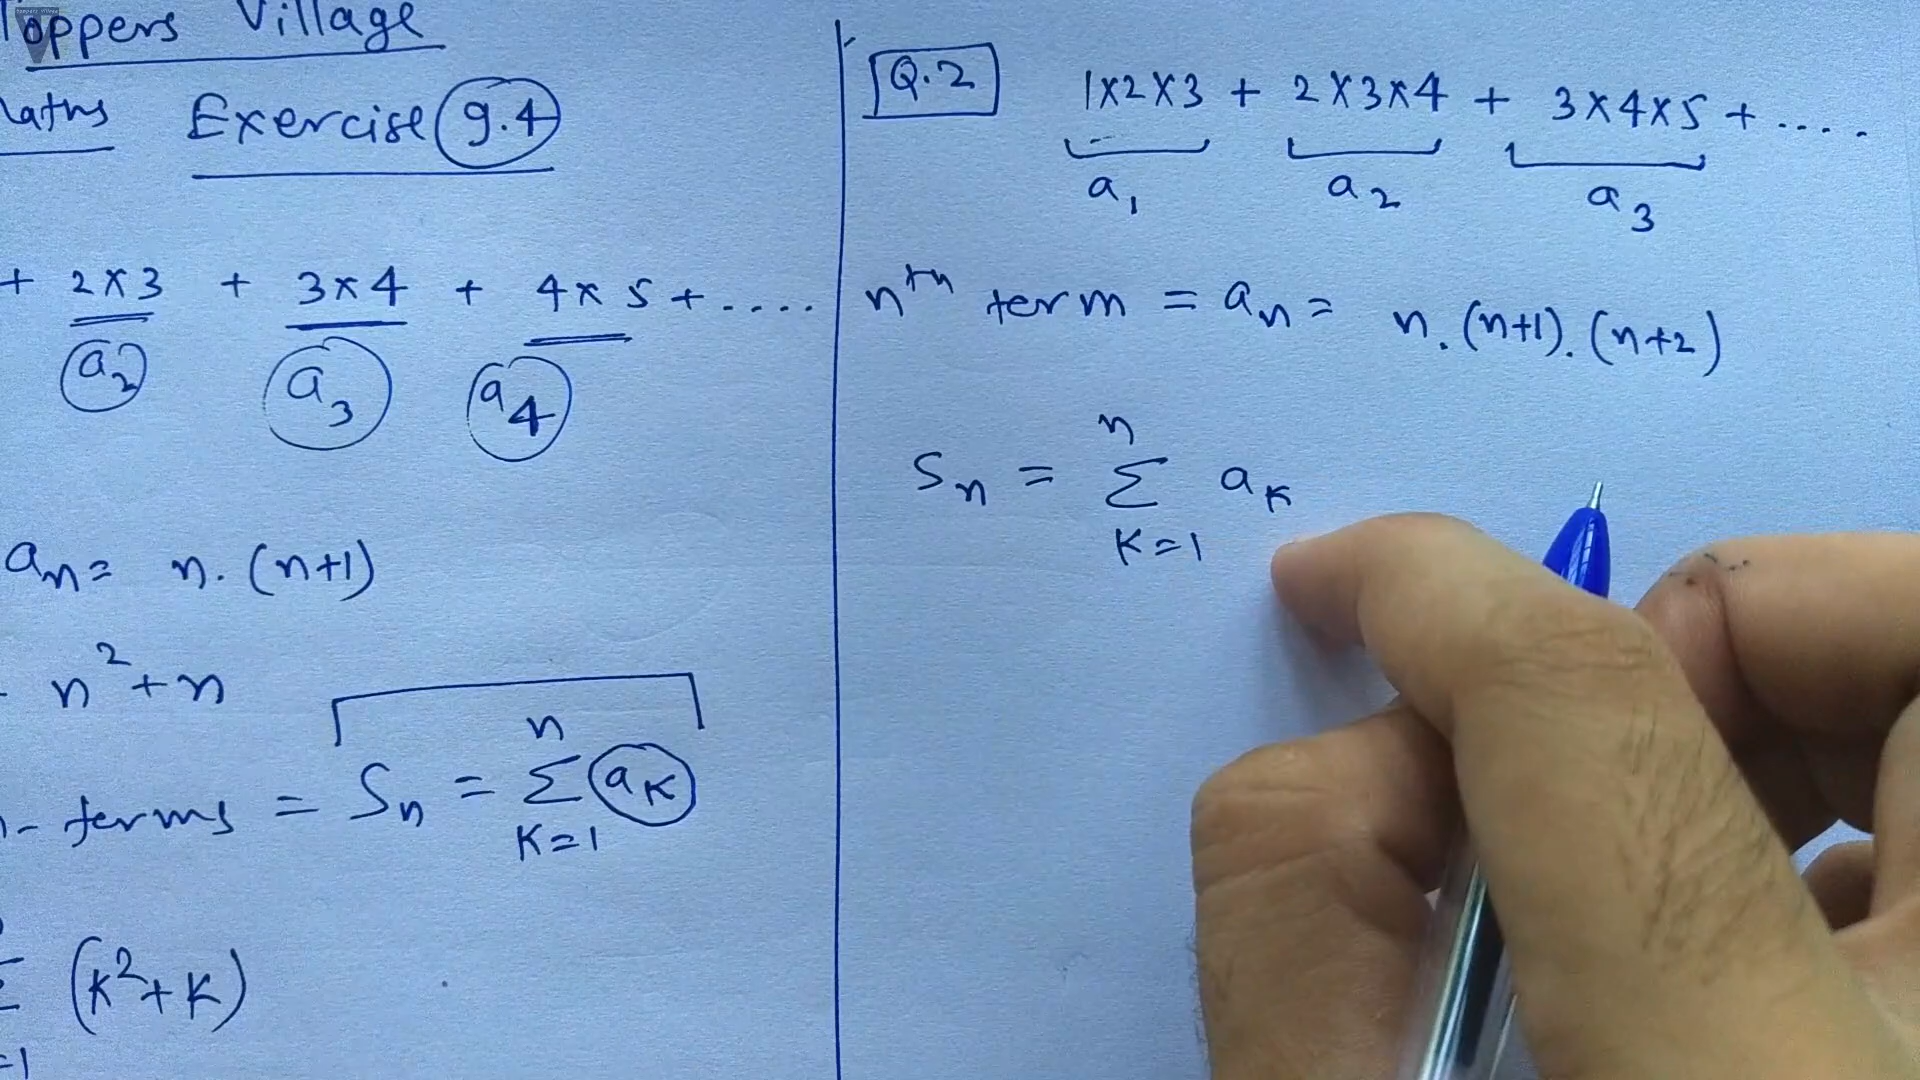 Toppers Village
Maths Exercise 9.4
+ 2×3 + 3×4 + 4×5 + ....
a₂ a₃ a₄
aₙ = n.(n+1)
n²+n
n
terms = Sₙ = Σ aₖ
K=1
(k²+k)
=1
Q.2 1×2×3 + 2×3×4 + 3×4×5 + ....
a₁ a₂ a₃
nᵗʰ term = aₙ = n.(n+1).(n+2)
n
Sₙ = Σ aₖ
K=1